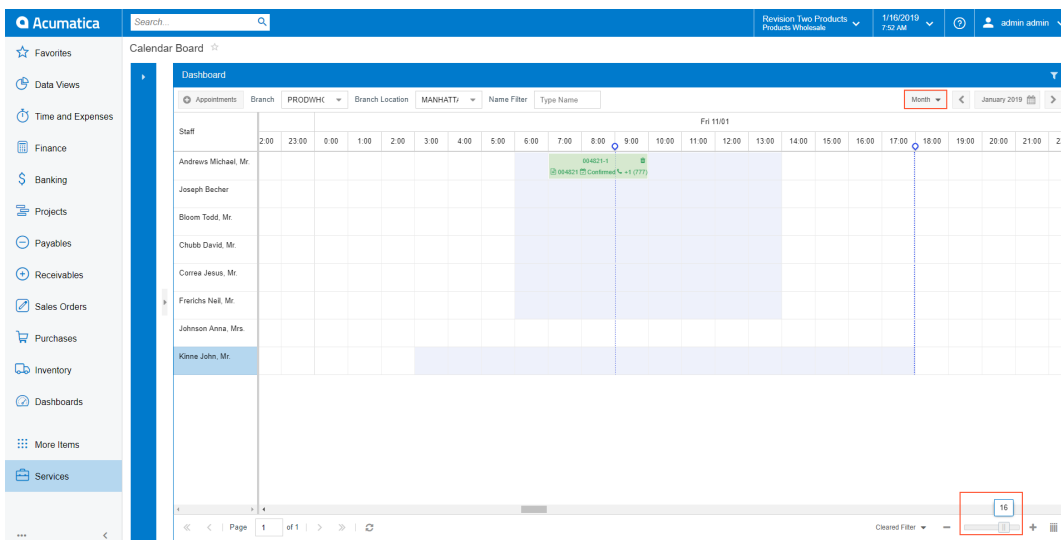 Acumatica
Search...
Revision Two Products
Products Wholesale
1/16/2019
7:52 AM
admin admin
Favorites
Data Views
Time and Expenses
Finance
Banking
Projects
Payables
Receivables
Sales Orders
Purchases
Inventory
Dashboards
More Items
Services
Calendar Board
Dashboard
Appointments Branch PRODWHC Branch Location MANHATT Name Filter Type Name Month January 2019
Staff
Fri 11/01
2:00 23:00 0:00 1:00 2:00 3:00 4:00 5:00 6:00 7:00 8:00 9:00 10:00 11:00 12:00 13:00 14:00 15:00 16:00 17:00 18:00 19:00 20:00 21:00 2
Andrews Michael, Mr.
004821-1
004821 Confirmed +1 (777)
Joseph Becher
Bloom Todd, Mr.
Chubb David, Mr.
Correa Jesus, Mr.
Frerichs Neil, Mr.
Johnson Anna, Mrs.
Kinne John, Mr.
16
Page 1 of 1 Cleared Filter